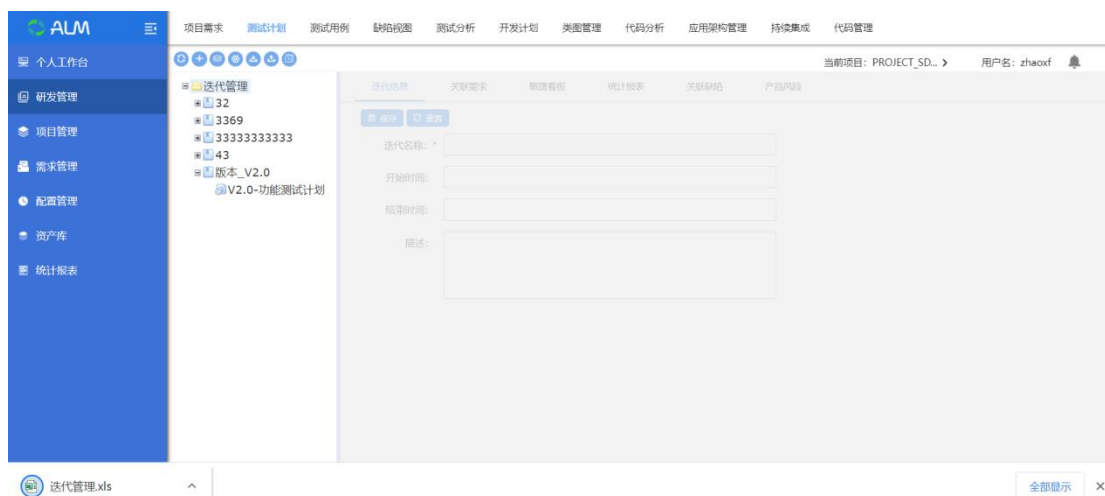 ALM
项目需求 测试计划 测试用例 缺陷视图 测试分析 开发计划 类图管理 代码分析 应用架构管理 持续集成 代码管理
个人工作台
当前项目：PROJECT_SD... 用户名：zhaoxf
研发管理
项目管理
需求管理
配置管理
资产库
统计报表
迭代管理
32
3369
33333333333
43
版本_V2.0
V2.0-功能测试计划
迭代信息 关联需求 敏捷看板 统计报表 关联缺陷 产品风险
保存 重置
迭代名称：*
开始时间：
结束时间：
描述：
迭代管理.xls
全部显示